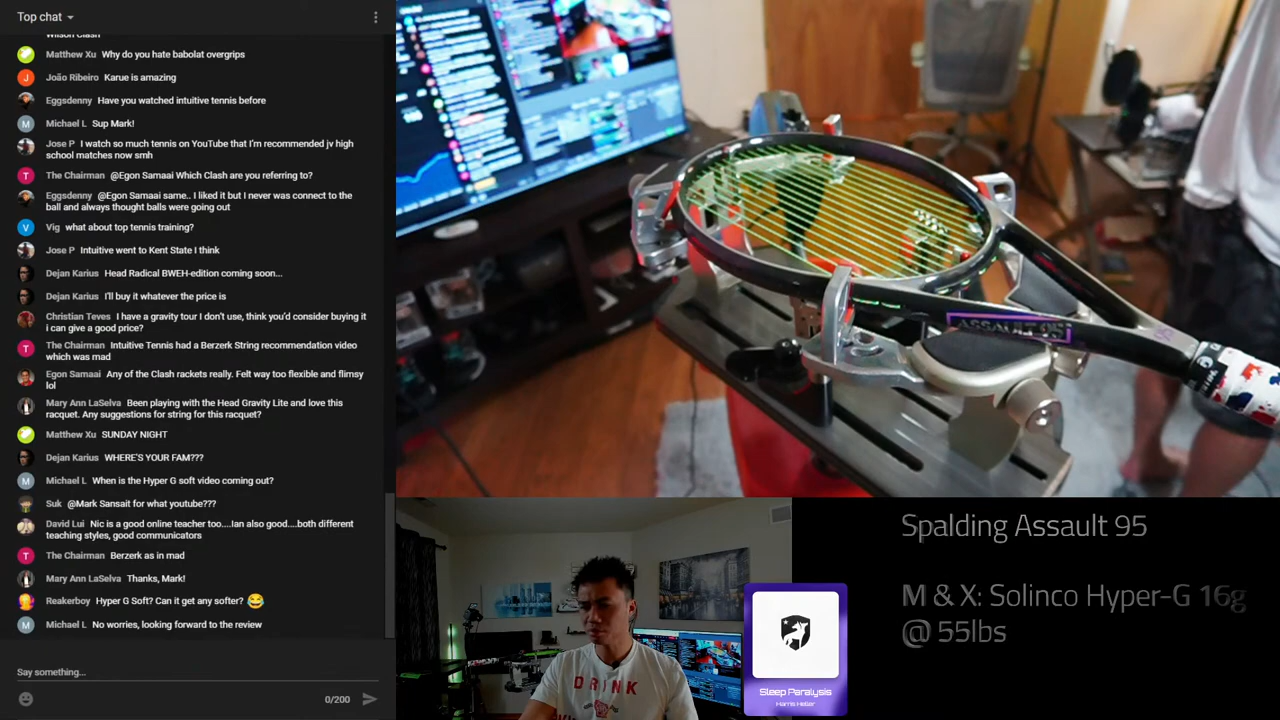 Top chat
Wilson Clash
Matthew Xu Why do you hate babolat overgrips
J João Ribeiro Karue is amazing
Eggsdenny Have you watched intuitive tennis before
M Michael L Sup Mark!
Jose P I watch so much tennis on YouTube that I'm recommended jv high
school matches now smh
T The Chairman @Egon Samaai Which Clash are you referring to?
Eggsdenny @Egon Samaai same.. I liked it but I never was connect to the
ball and always thought balls were going out
V Vig what about top tennis training?
Jose P Intuitive went to Kent State I think
Dejan Karius Head Radical BWEH-edition coming soon...
Dejan Karius I'll buy it whatever the price is
Christian Teves I have a gravity tour I don't use, think you'd consider buying it
if i can give a good price?
T The Chairman Intuitive Tennis had a Berzerk String recommendation video
which was mad
Egon Samaai Any of the Clash rackets really. Felt way too flexible and flimsy
lol
Mary Ann LaSelva Been playing with the Head Gravity Lite and love this
racquet. Any suggestions for string for this racquet?
Matthew Xu SUNDAY NIGHT
Dejan Karius WHERE'S YOUR FAM???
M Michael L When is the Hyper G soft video coming out?
Suk @Mark Sansait for what youtube???
David Lui Nic is a good online teacher too....Ian also good....both different
teaching styles, good communicators
T The Chairman Berzerk as in mad
Mary Ann LaSelva Thanks, Mark!
Reakerboy Hyper G Soft? Can it get any softer? 😂
M Michael L No worries, looking forward to the review
Say something...
0/200
ASSAULT 95
DRINK
Sleep Paralysis
Harris Heller
Spalding Assault 95
M & X: Solinco Hyper-G 16g
@ 55lbs